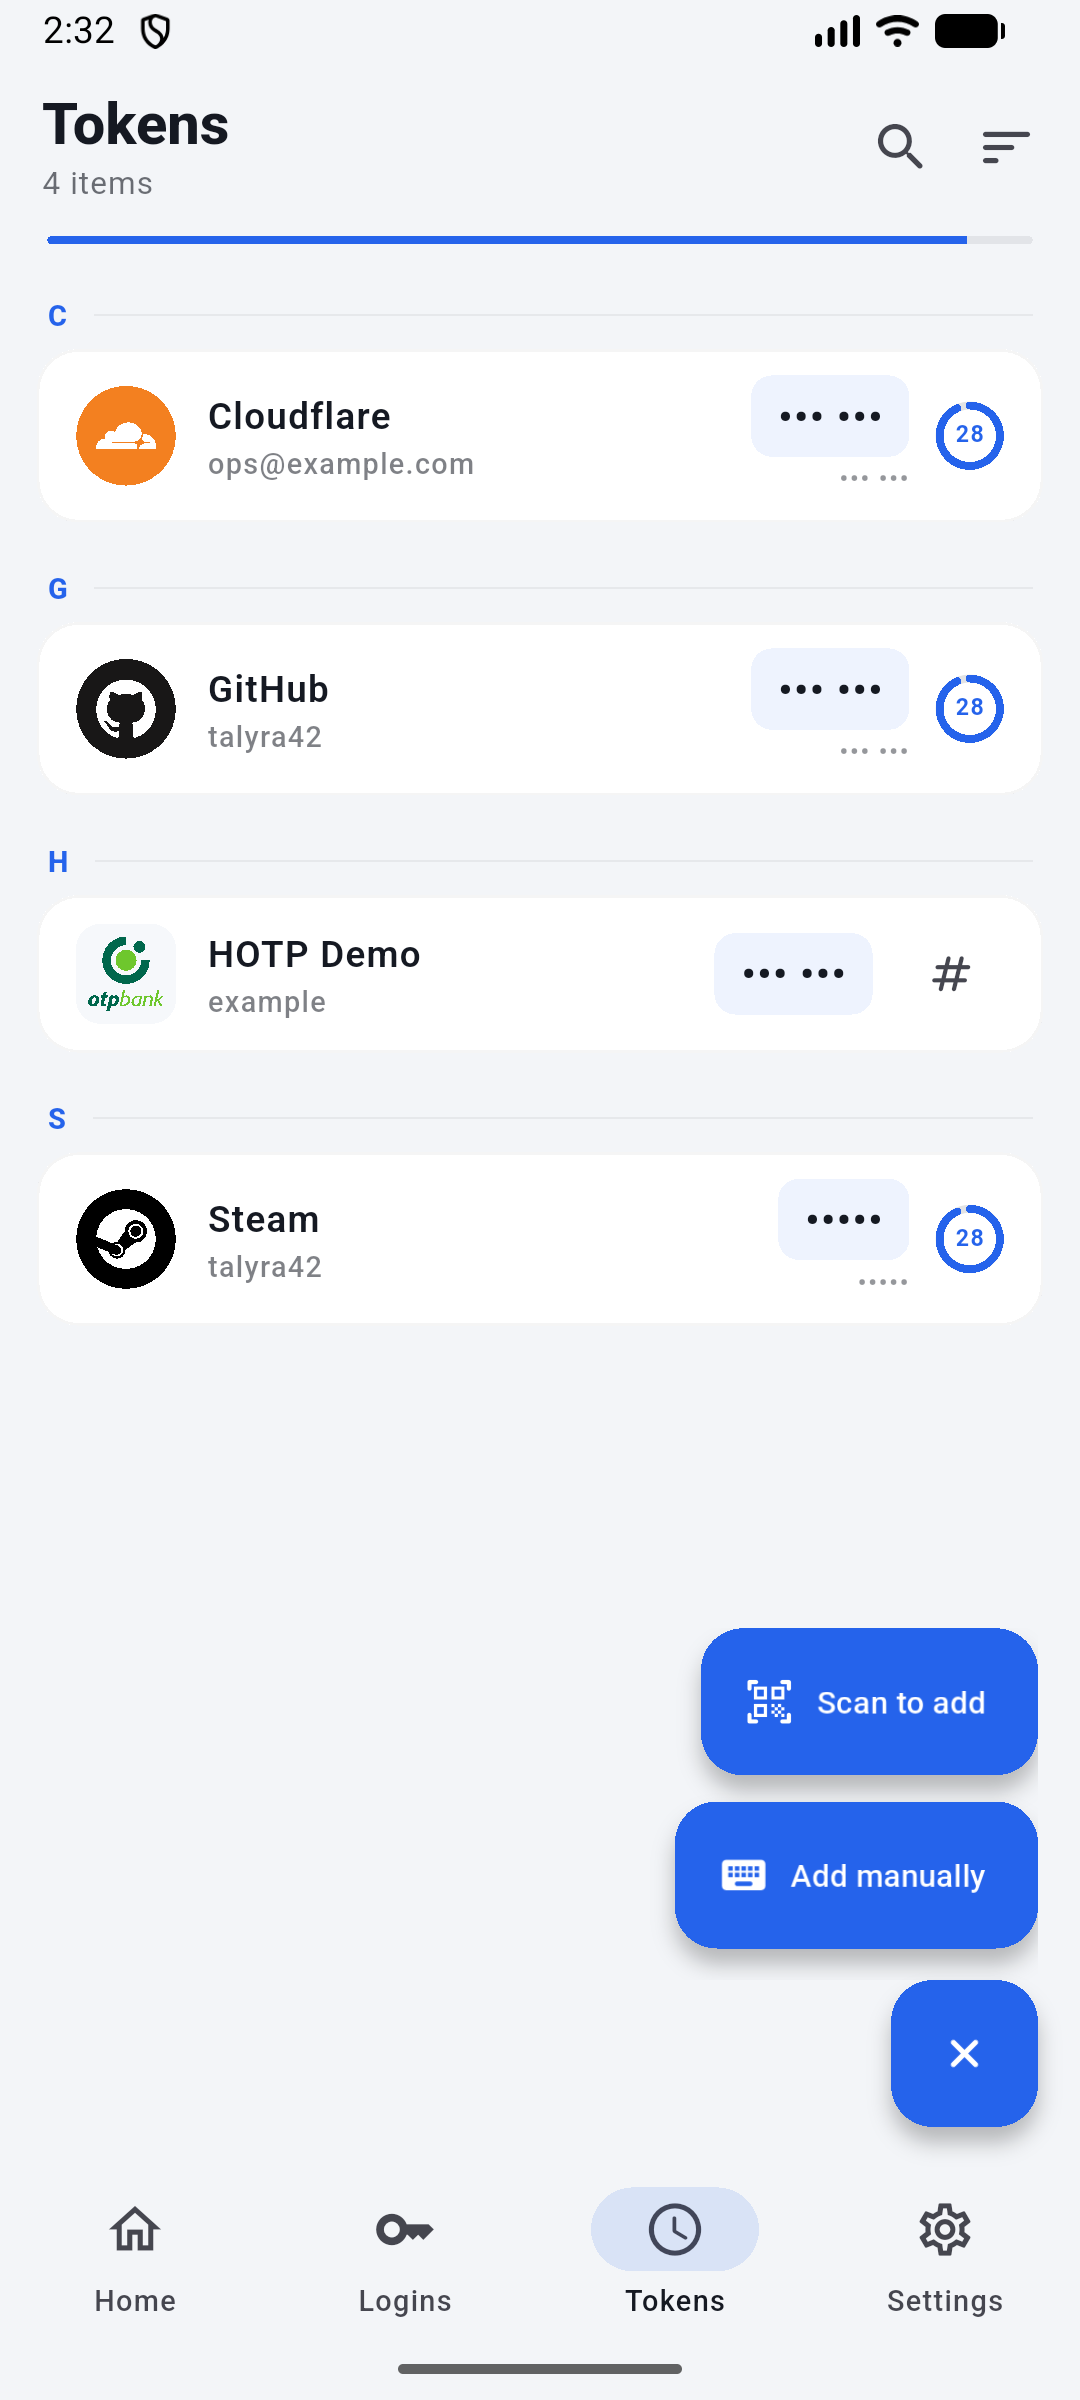 2:32
Tokens
4 items
C
Cloudflare
ops@example.com
••• •••
••• •••
28
G
GitHub
talyra42
••• •••
••• •••
28
H
otpbank
HOTP Demo
example
••• •••
#
S
Steam
talyra42
•••••
•••••
28
Scan to add
Add manually
Home
Logins
Tokens
Settings